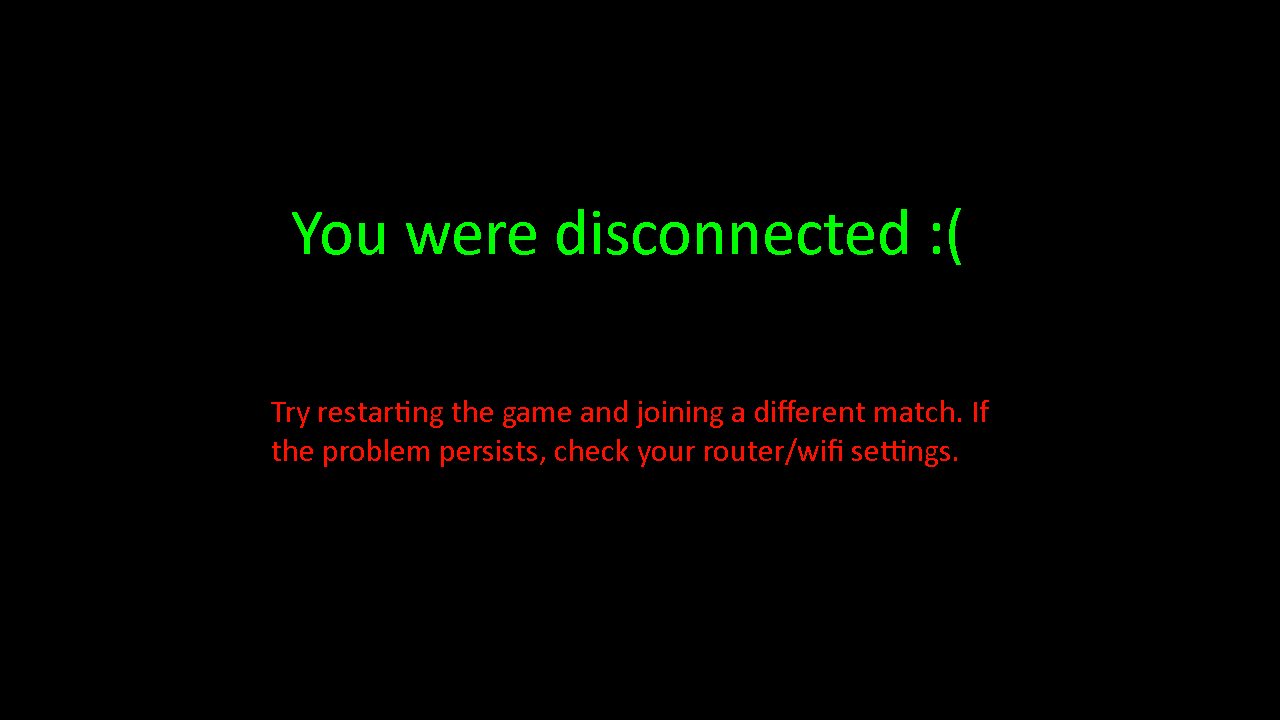 You were disconnected :(
Try restarting the game and joining a different match. If
the problem persists, check your router/wifi settings.